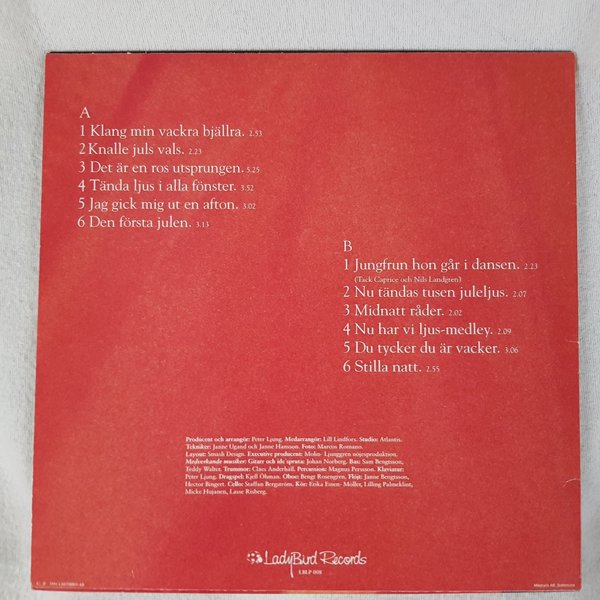 A
1 Klang min vackra bjällra. 2.53
2 Knalle juls vals. 2.23
3 Det är en ros utsprungen. 5.25
4 Tända ljus i alla fönster. 3.52
5 Jag gick mig ut en afton. 3.02
6 Den första julen. 3.13
B
1 Jungfrun hon går i dansen. 2.23
(Tack Caprice och Nils Landgren)
2 Nu tändas tusen juleljus. 2.07
3 Midnatt råder. 2.02
4 Nu har vi ljus-medley. 2.09
5 Du tycker du är vacker. 3.06
6 Stilla natt. 2.55
Producent och arrangör: Peter Ljung. Medarrangör: Lill Lindfors. Studio: Atlantis.
Tekniker: Janne Ugand och Janne Hansson. Foto: Marcus Romano.
Layout: Smash Design. Executive producent: Molin- Ljunggren nöjesproduktion.
Medverkande musiker: Gitarr och ide spruta: Johan Norberg. Bas: Sam Bengtsson,
Teddy Walter. Trummor: Claes Anderhäll. Percussion: Magnus Persson. Klaviatur:
Peter Ljung. Dragspel: Kjell Öhman. Oboe: Bengt Rosengren, Flöjt: Janne Bengtsson,
Hector Bingert. Cello: Staffan Bergström. Kör: Erika Essen- Möller, Lilling Palmeklint,
Micke Hujanen, Lasse Risberg.
LadyBird Records
LBLP 008